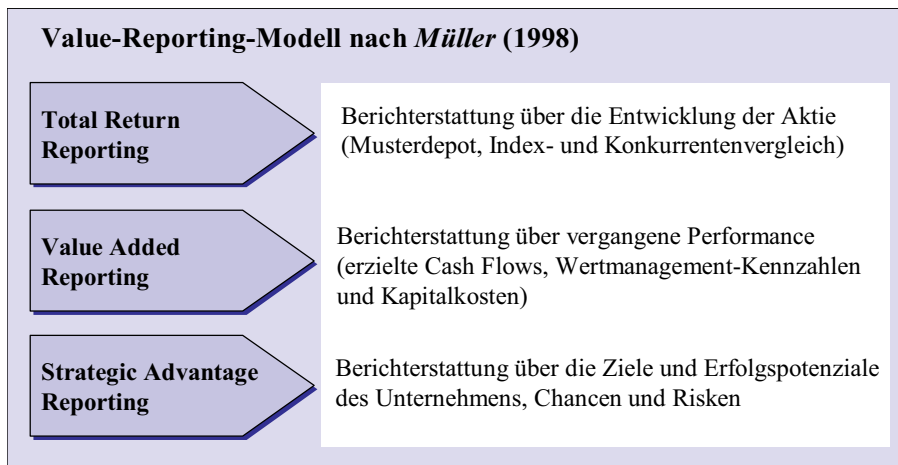 Value-Reporting-Modell nach Müller (1998)
Total Return
Reporting
Berichterstattung über die Entwicklung der Aktie
(Musterdepot, Index- und Konkurrentenvergleich)
Value Added
Reporting
Berichterstattung über vergangene Performance
(erzielte Cash Flows, Wertmanagement-Kennzahlen
und Kapitalkosten)
Strategic Advantage
Reporting
Berichterstattung über die Ziele und Erfolgspotenziale
des Unternehmens, Chancen und Risken